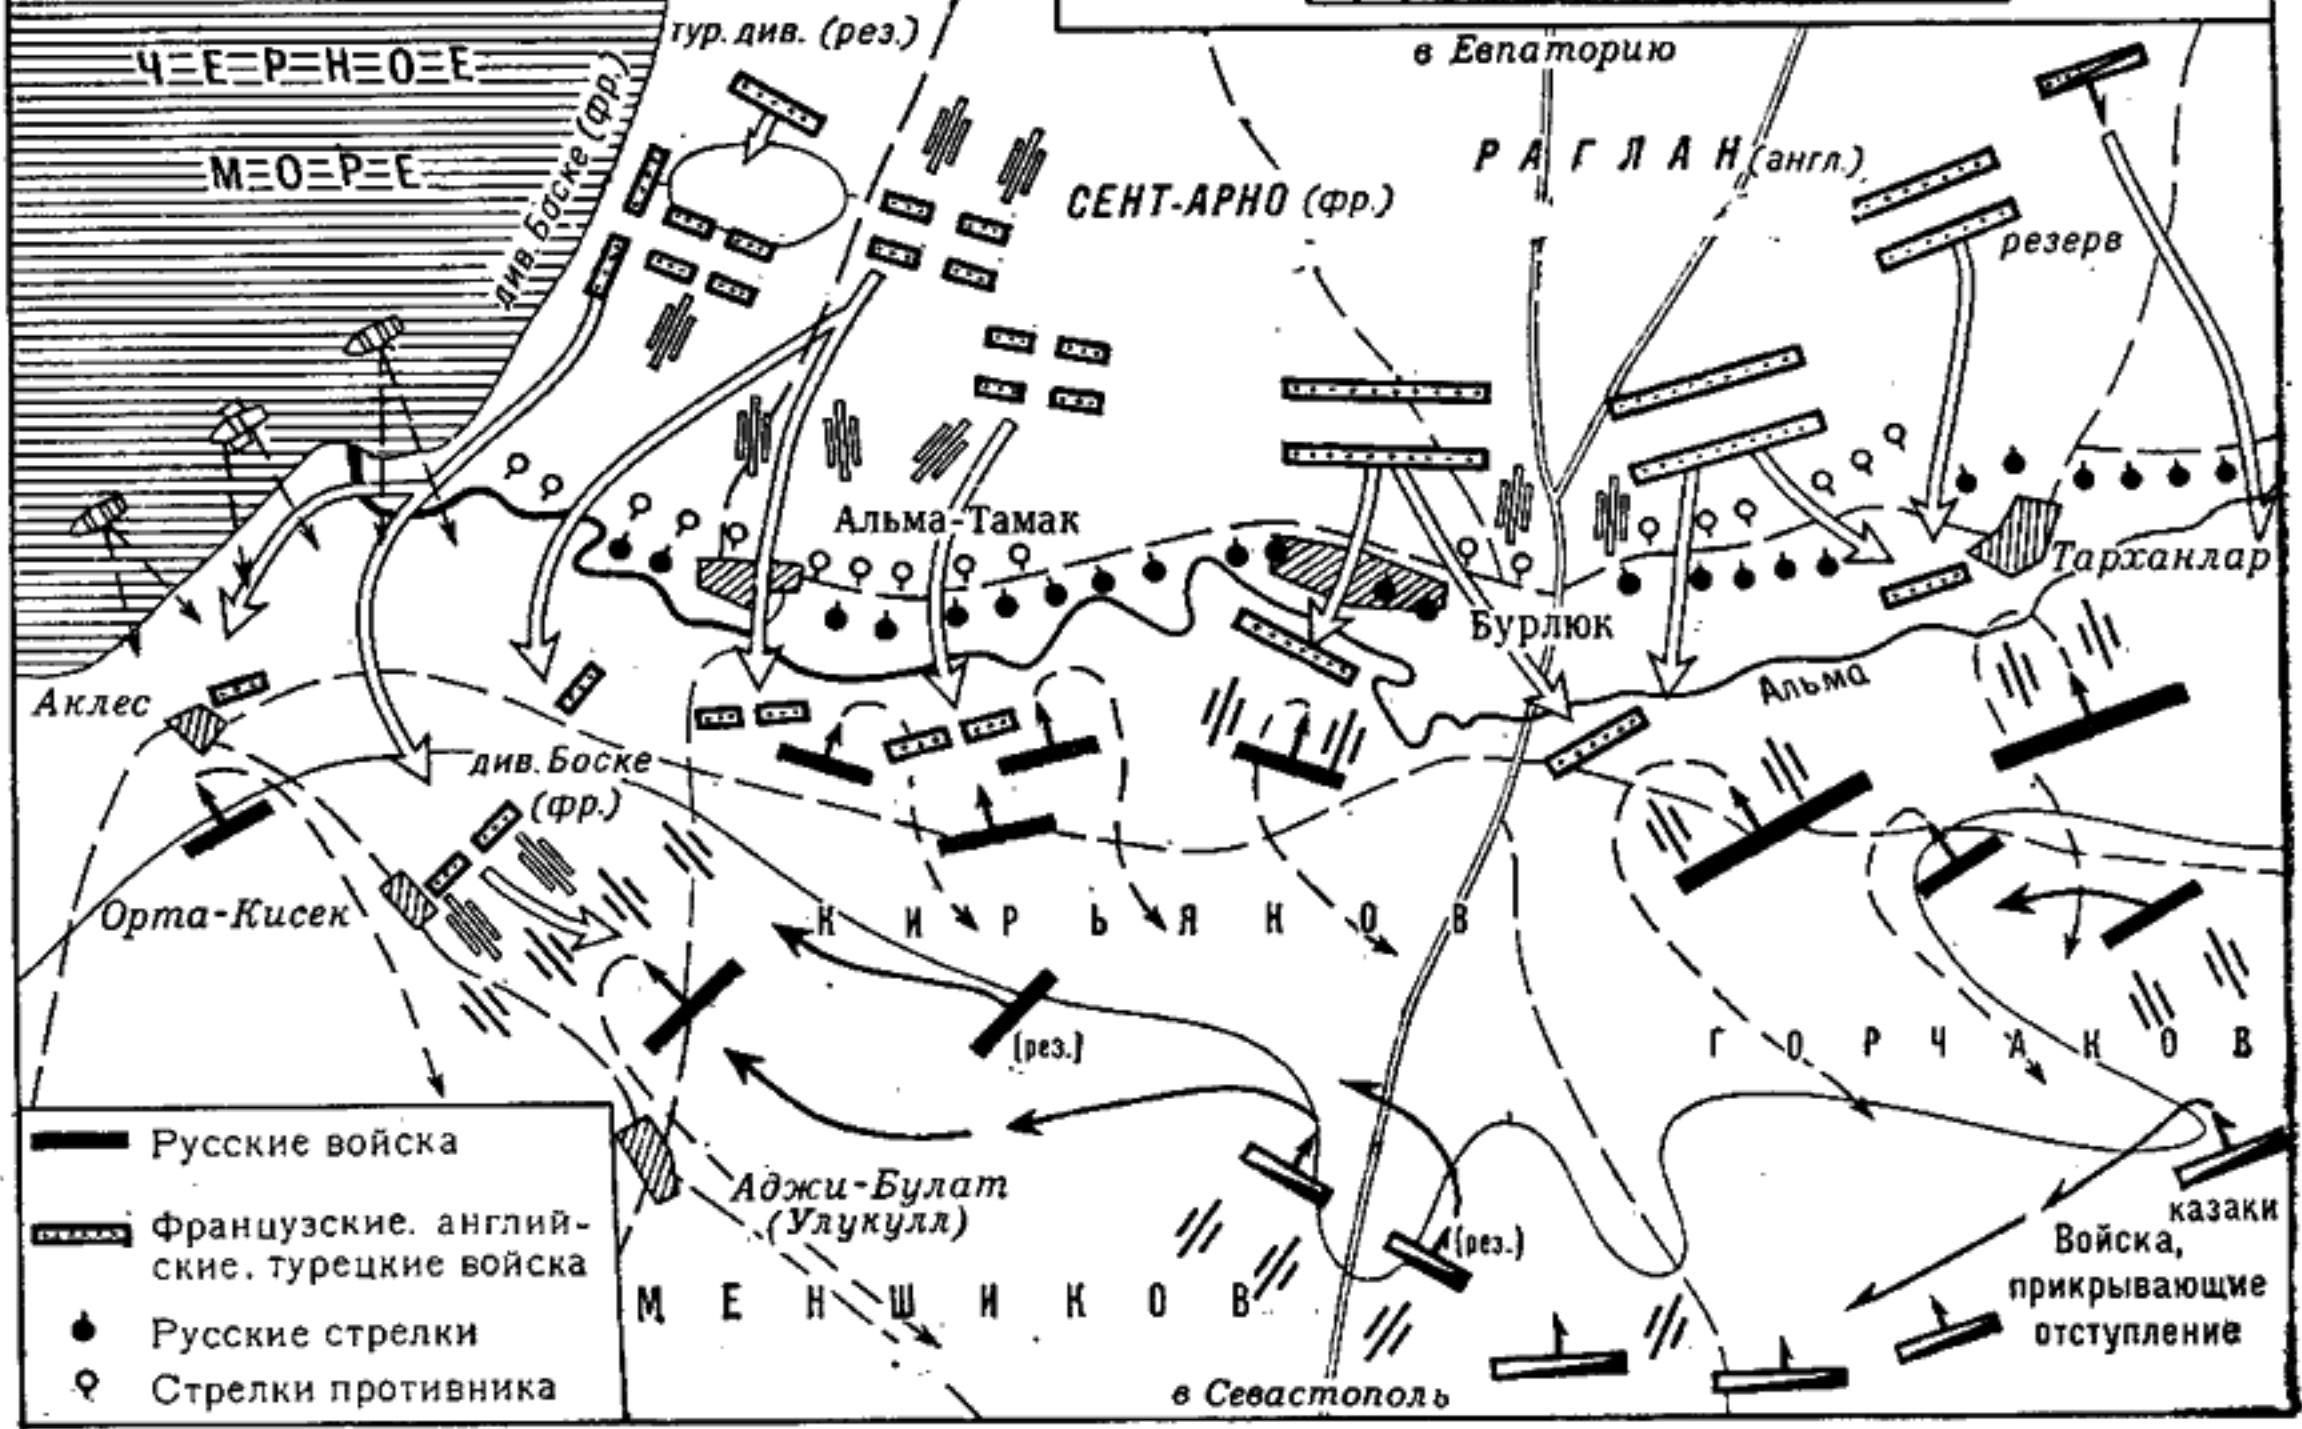 тур. див. (рез.)
в Евпаторию
ЧЕРНОЕ
МОРЕ
див. Боске (фр.)
СЕНТ-АРНО (фр.)
РАГЛАН (англ.)
резерв
Альма-Тамак
Бурлюк
Тарханлар
Альма
Аклес
див. Боске
(фр.)
Орта-Кисек
КИРЬЯКОВ
(рез.)
ГОРЧАКОВ
Аджи-Булат
(Улукулл)
(рез.)
казаки
Войска,
прикрывающие
отступление
МЕНШИКОВ
в Севастополь
Русские войска
Французские. англий-
ские. турецкие войска
Русские стрелки
Стрелки противника